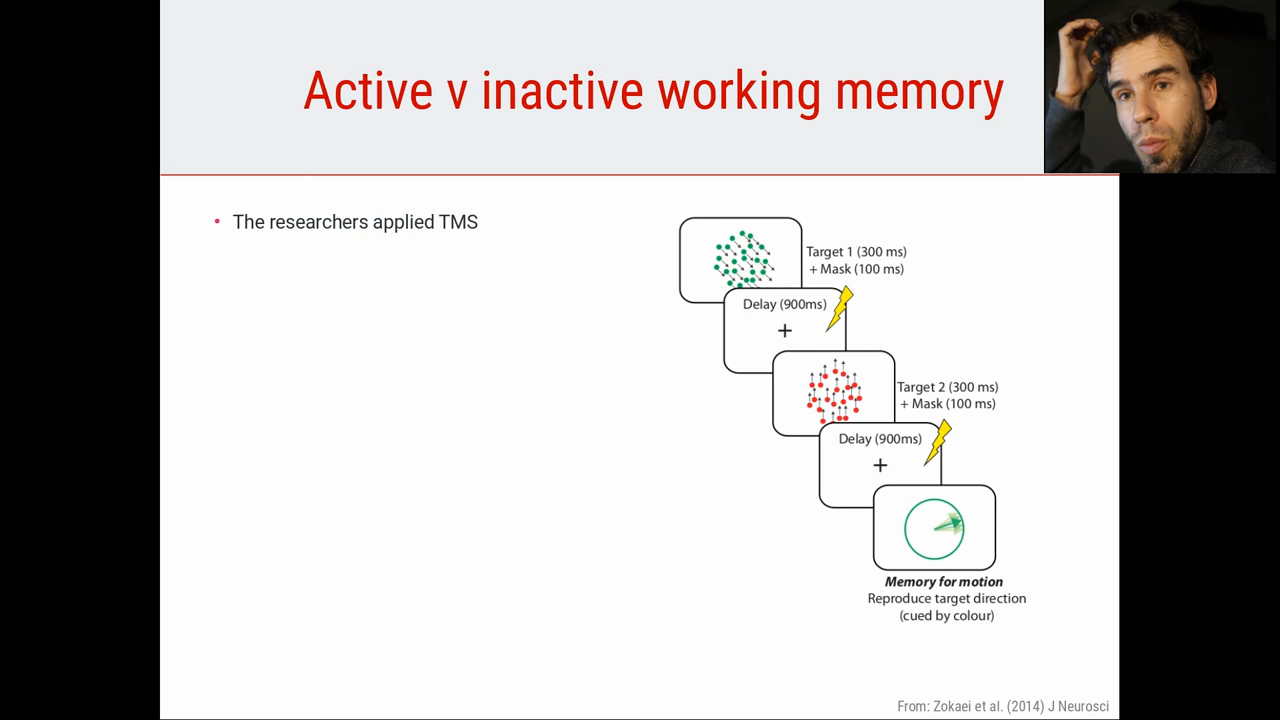 Active v inactive working memory
• The researchers applied TMS
Target 1 (300 ms)
+ Mask (100 ms)
Delay (900ms)
+
Target 2 (300 ms)
+ Mask (100 ms)
Delay (900ms)
+
Memory for motion
Reproduce target direction
(cued by colour)
From: Zokaei et al. (2014) J Neurosci